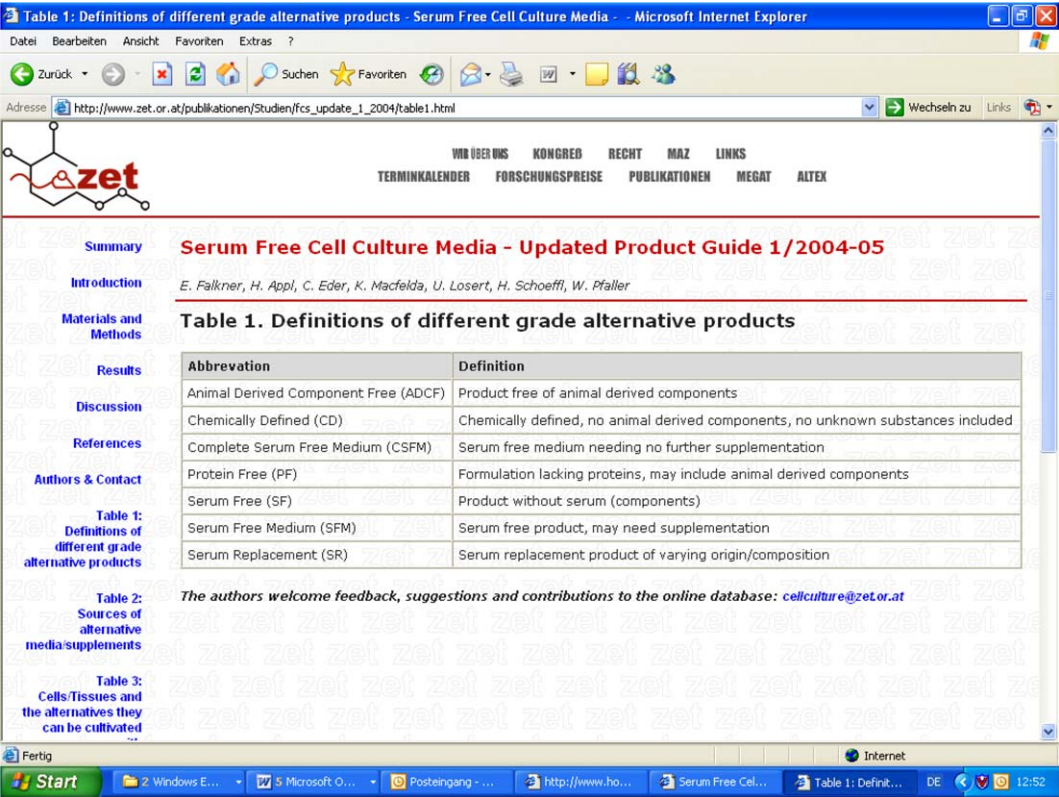 Table 1: Definitions of different grade alternative products - Serum Free Cell Culture Media - - Microsoft Internet Explorer
Datei Bearbeiten Ansicht Favoriten Extras ?
Zurück Suchen Favoriten
Adresse http://www.zet.or.at/publikationen/Studien/fcs_update_1_2004/table1.html Wechseln zu Links
zet
WIR ÜBER UNS KONGREß RECHT MAZ LINKS
TERMINKALENDER FORSCHUNGSPREISE PUBLIKATIONEN MEGAT ALTEX
Summary
Introduction
Materials and
Methods
Results
Discussion
References
Authors & Contact
Table 1:
Definitions of
different grade
alternative products
Table 2:
Sources of
alternative
media/supplements
Table 3:
Cells/Tissues and
the alternatives they
can be cultivated
Serum Free Cell Culture Media - Updated Product Guide 1/2004-05
E. Falkner, H. Appl, C. Eder, K. Macfelda, U. Losert, H. Schoeffl, W. Pfaller
Table 1. Definitions of different grade alternative products
Abbrevation Definition
Animal Derived Component Free (ADCF) Product free of animal derived components
Chemically Defined (CD) Chemically defined, no animal derived components, no unknown substances included
Complete Serum Free Medium (CSFM) Serum free medium needing no further supplementation
Protein Free (PF) Formulation lacking proteins, may include animal derived components
Serum Free (SF) Product without serum (components)
Serum Free Medium (SFM) Serum free product, may need supplementation
Serum Replacement (SR) Serum replacement product of varying origin/composition
The authors welcome feedback, suggestions and contributions to the online database: cellculture@zet.or.at
Fertig Internet
Start 2 Windows E... 5 Microsoft O... Posteingang - ... http://www.ho... Serum Free Cel... Table 1: Definit... DE 12:52